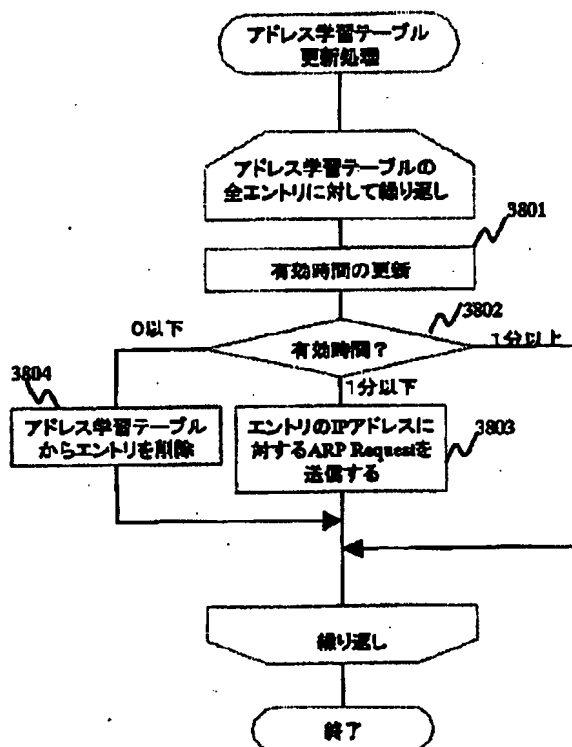 アドレス学習テーブル
更新処理
アドレス学習テーブルの
全エントリに対して繰り返し
3801
有効時間の更新
3802
0以下
有効時間?
1分以上
1分以下
3804
アドレス学習テーブル
からエントリを削除
エントリのIPアドレスに
対するARP Requestを
送信する
3803
繰り返し
終了